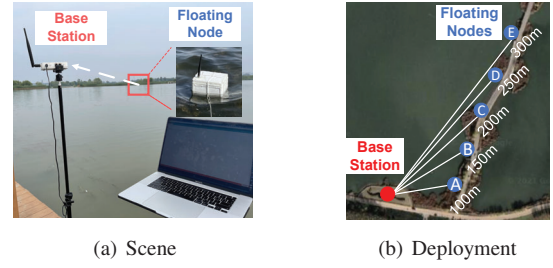 Base
Station
Floating
Node
(a) Scene
Floating
Nodes
E
300m
D
250m
C
200m
B
150m
Base
Station
A
100m
(b) Deployment